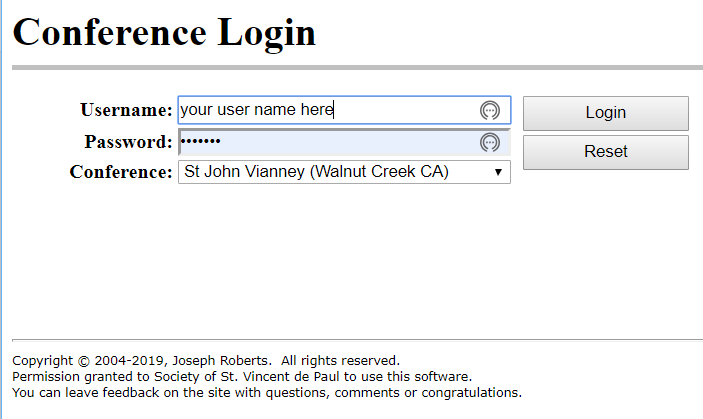 Conference Login
Username: your user name here Login
Password: ••••••• Reset
Conference: St John Vianney (Walnut Creek CA)
Copyright © 2004-2019, Joseph Roberts.  All rights reserved.
Permission granted to Society of St. Vincent de Paul to use this software.
You can leave feedback on the site with questions, comments or congratulations.